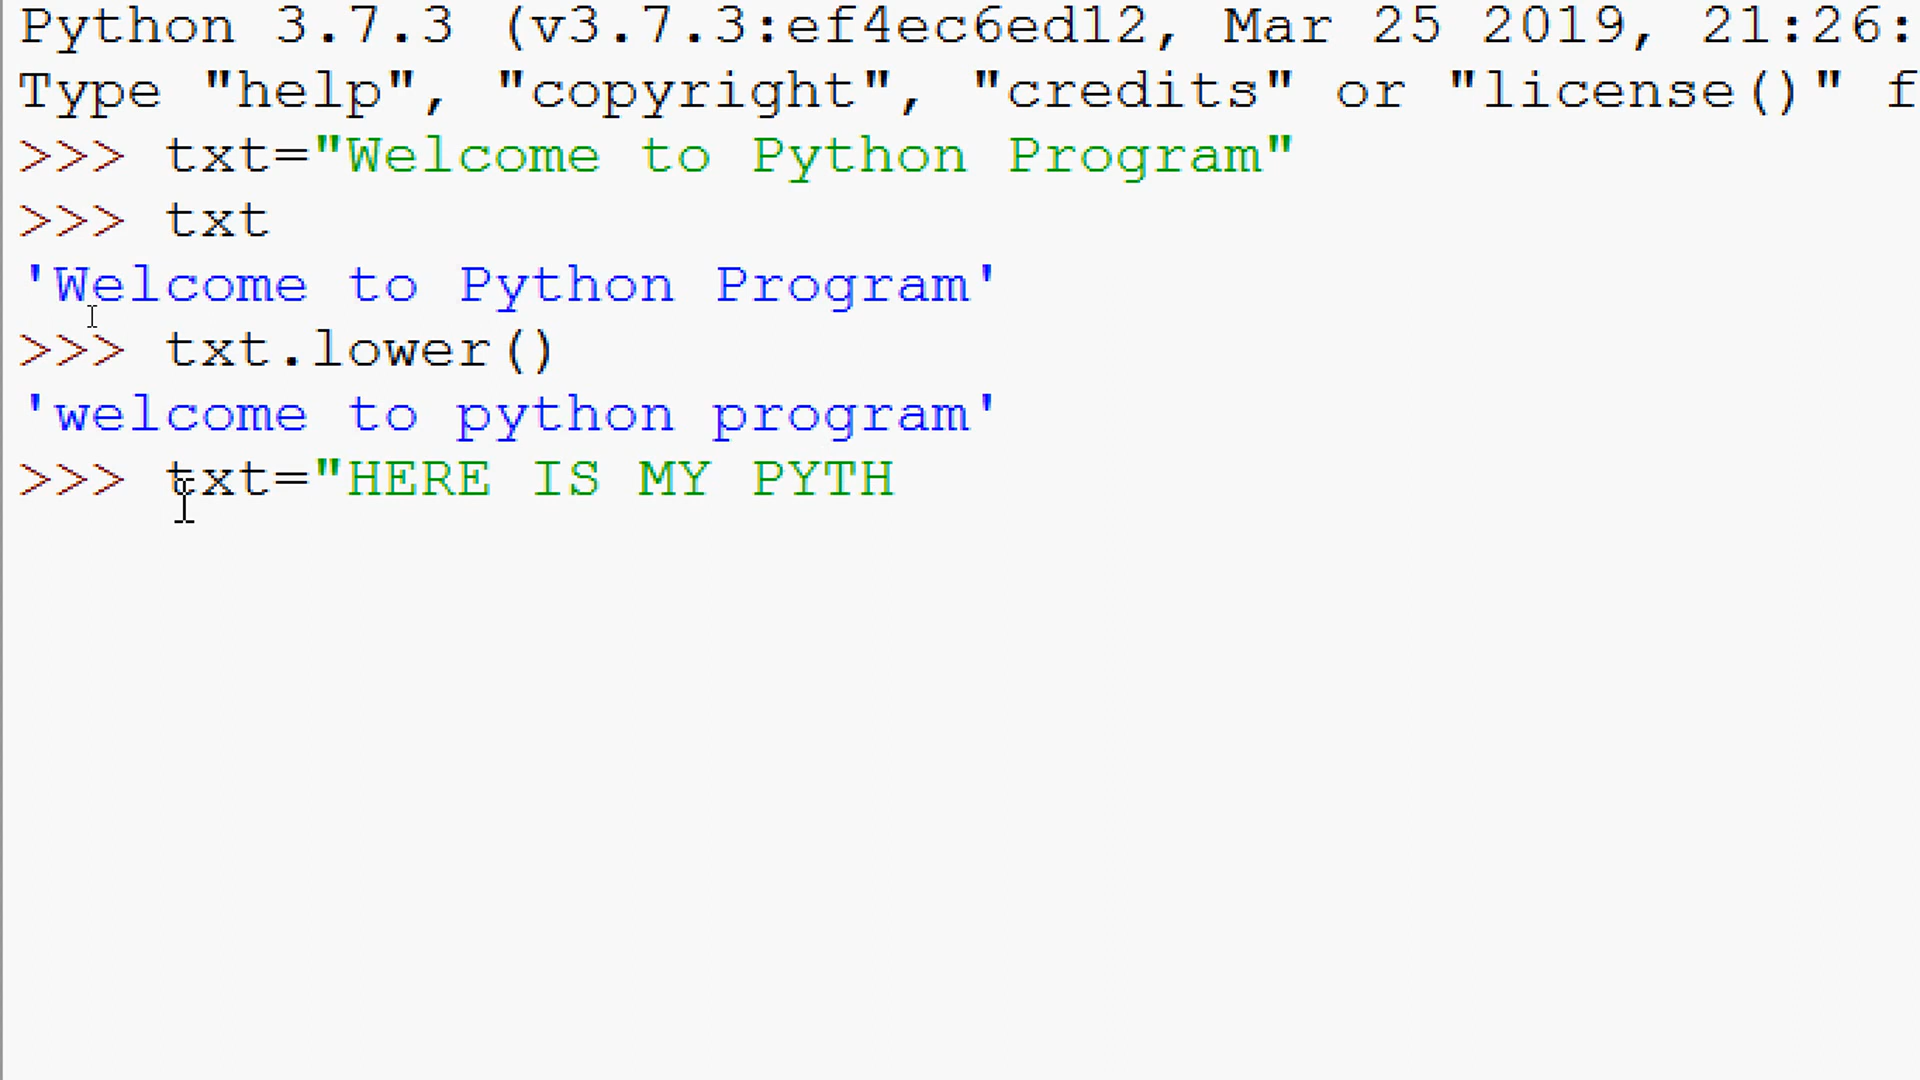 Python 3.7.3 (v3.7.3:ef4ec6ed12, Mar 25 2019, 21:26:
Type "help", "copyright", "credits" or "license()" f
>>> txt="Welcome to Python Program"
>>> txt
'Welcome to Python Program'
>>> txt.lower()
'welcome to python program'
>>> txt="HERE IS MY PYTH